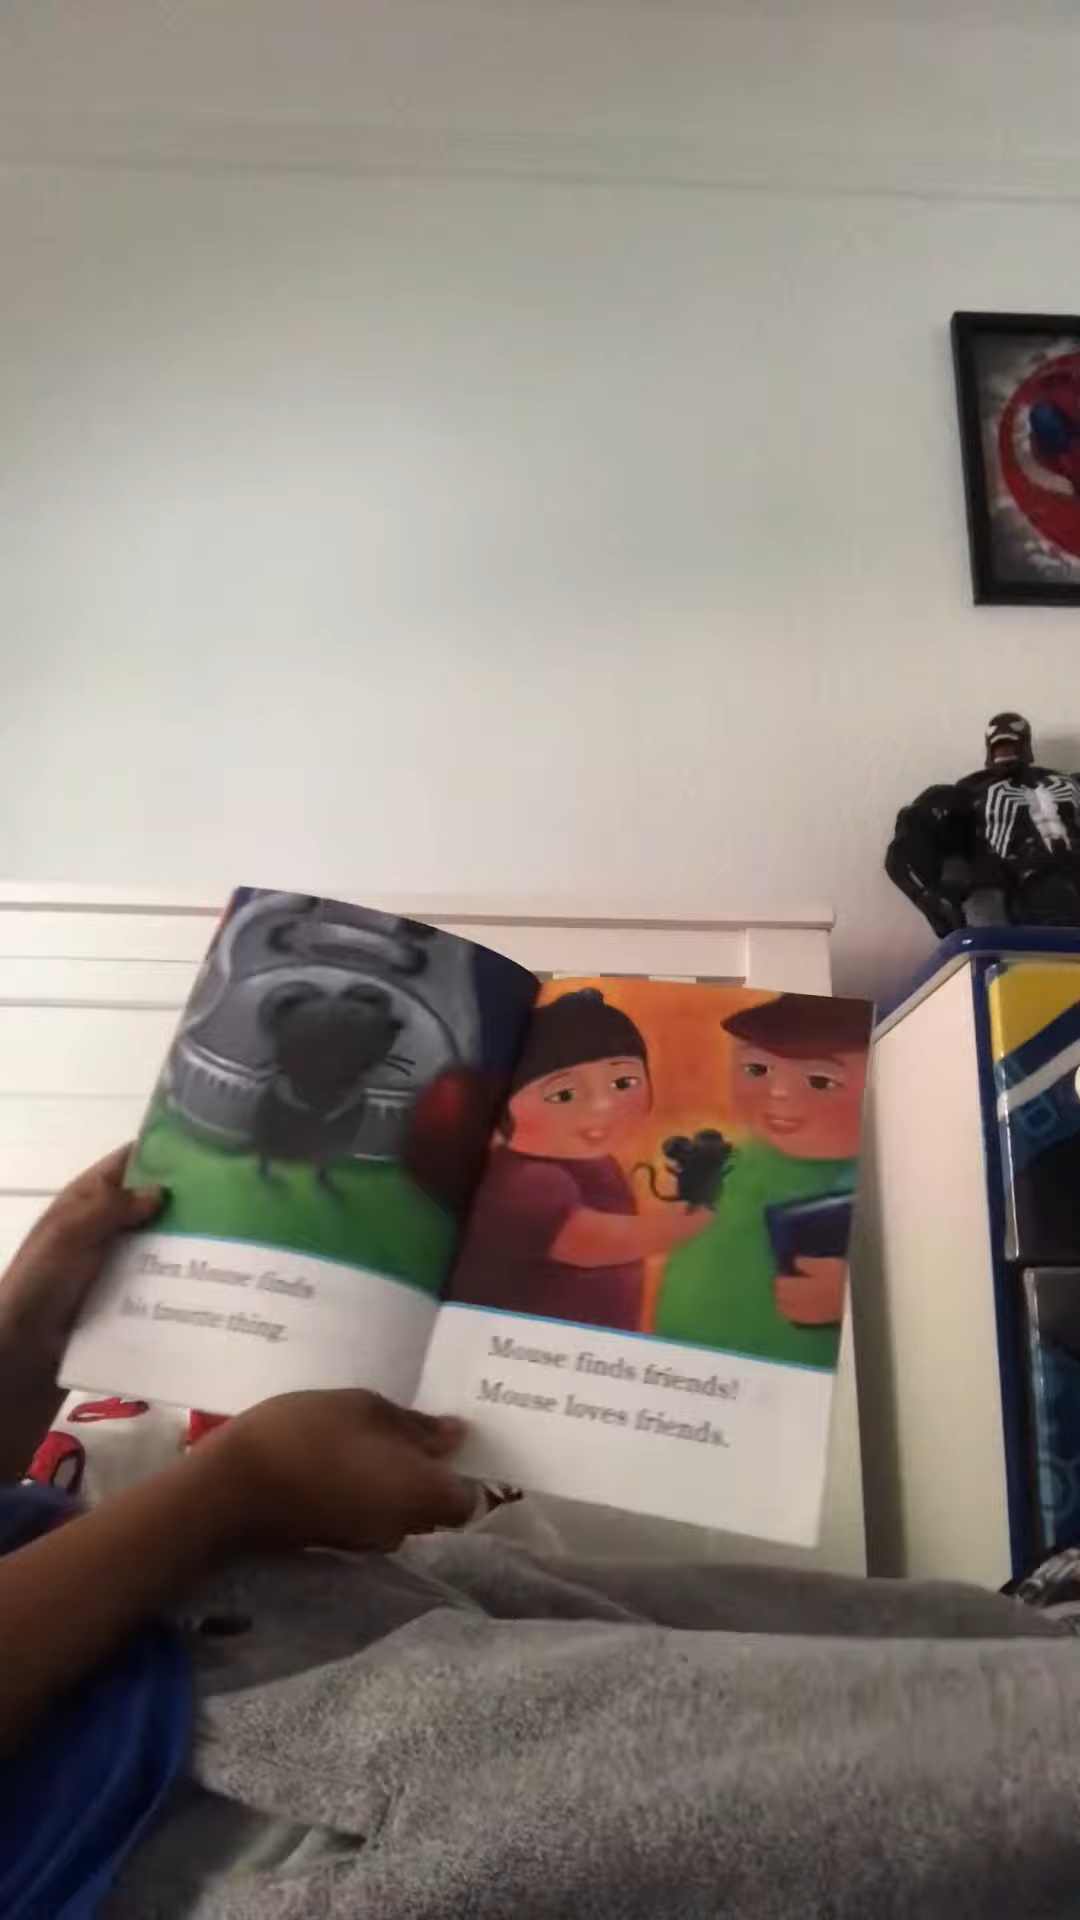 Then Mouse finds
his favorite thing.
Mouse finds friends!
Mouse loves friends.